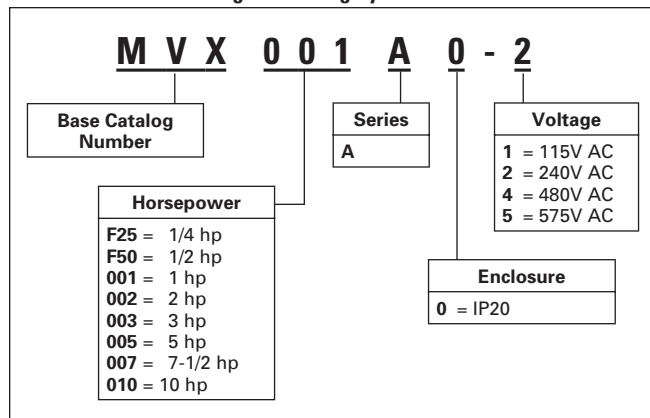 M V X 0 0 1 A 0 - 2
Base Catalog
Number
Series
A
Voltage
1 = 115V AC
2 = 240V AC
4 = 480V AC
5 = 575V AC
Horsepower
F25 = 1/4 hp
F50 = 1/2 hp
001 = 1 hp
002 = 2 hp
003 = 3 hp
005 = 5 hp
007 = 7-1/2 hp
010 = 10 hp
Enclosure
0 = IP20